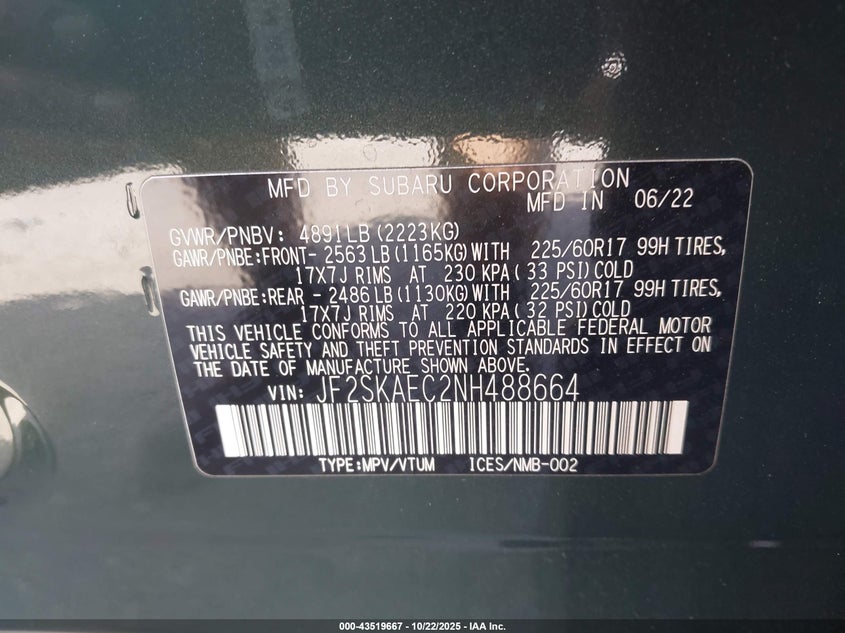 MFD BY SUBARU CORPORATION
MFD IN 06/22
GVWR/PNBV: 4891LB(2223KG)
GAWR/PNBE:FRONT- 2563LB(1165KG)WITH 225/60R17 99H TIRES,
17X7J RIMS AT 230 KPA( 33 PSI)COLD
GAWR/PNBE:REAR - 2486LB(1130KG)WITH 225/60R17 99H TIRES,
17X7J RIMS AT 220 KPA( 32 PSI)COLD
THIS VEHICLE CONFORMS TO ALL APPLICABLE FEDERAL MOTOR
VEHICLE SAFETY AND THEFT PREVENTION STANDARDS IN EFFECT ON
THE DATE OF MANUFACTURE SHOWN ABOVE.
VIN: JF2SKAEC2NH488664
TYPE:MPV/VTUM ICES/NMB-002
000-43519667 - 10/22/2025 - IAA Inc.